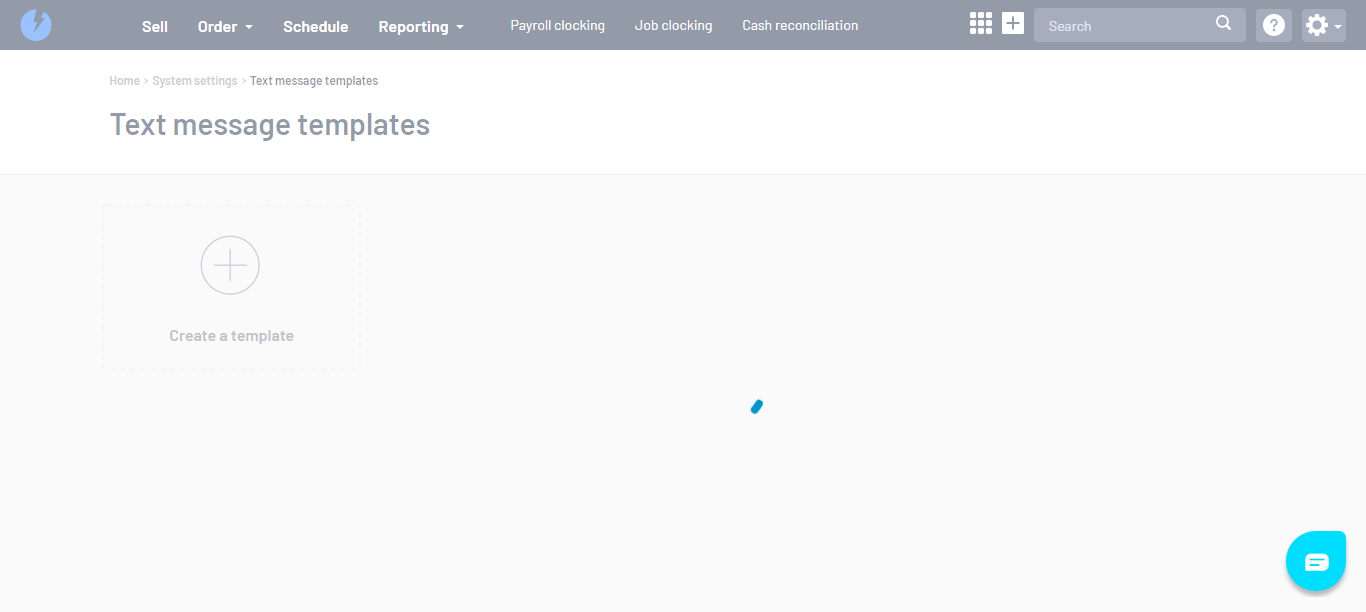 Sell Order Schedule Reporting Payroll clocking Job clocking Cash reconciliation Search
Home › System settings › Text message templates
Text message templates
Create a template